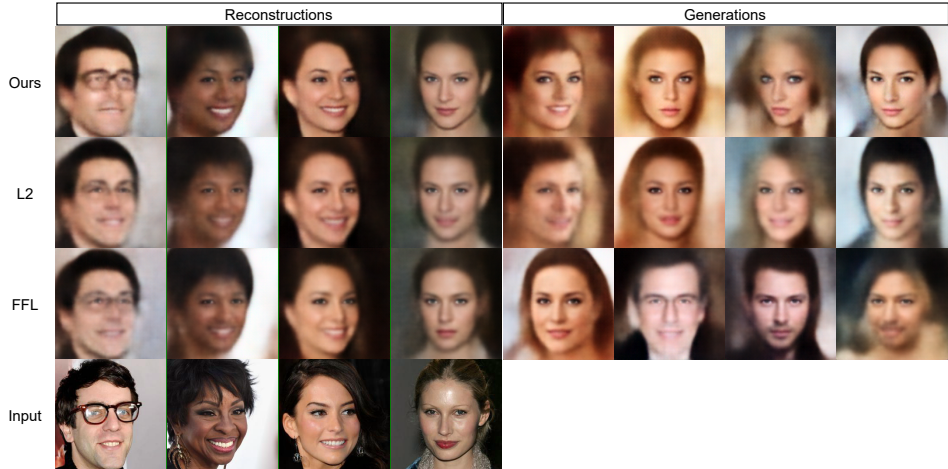 Reconstructions
Generations
Ours
L2
FFL
Input